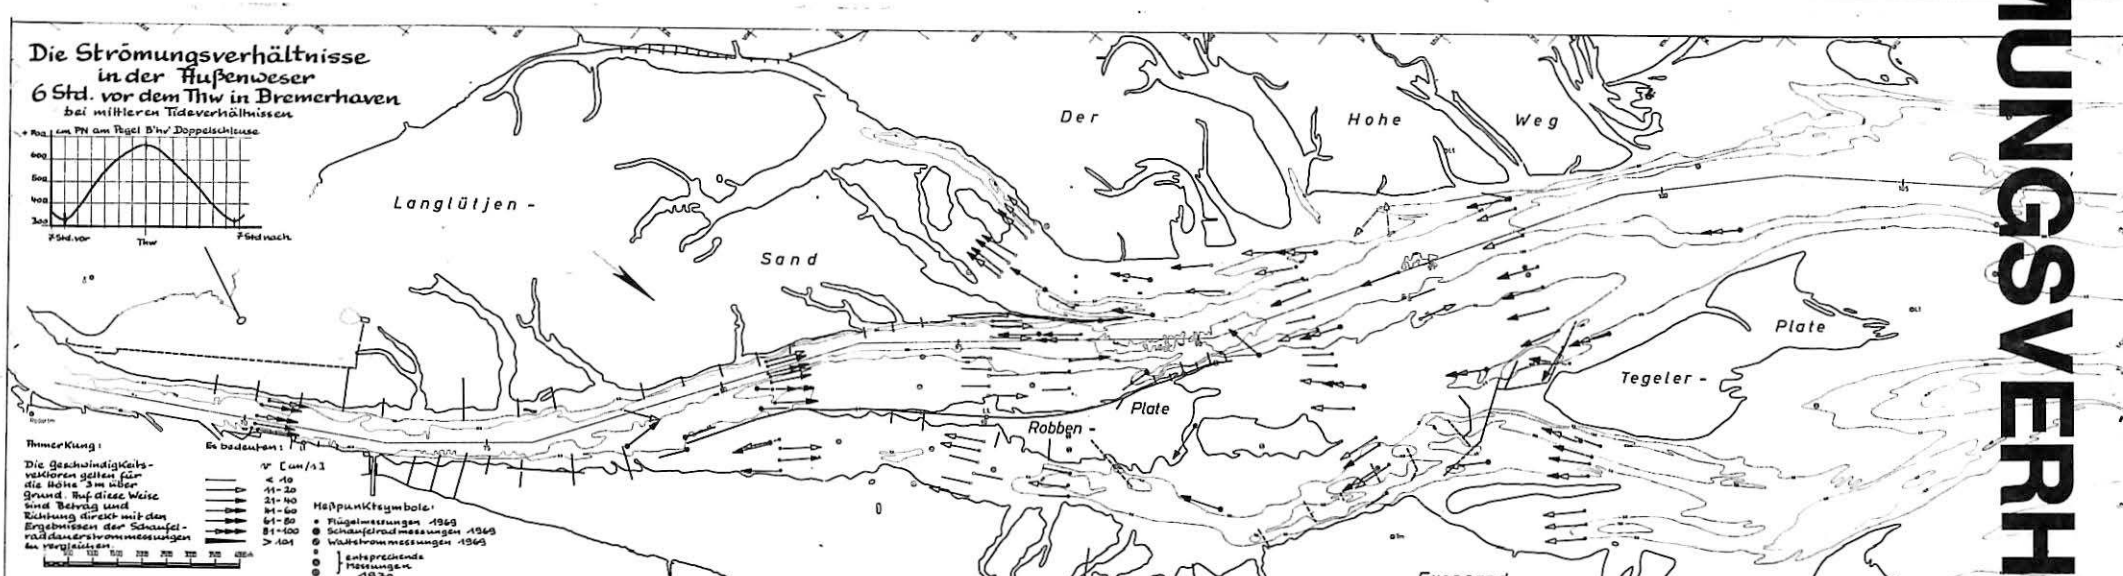 Die Strömungsverhältnisse
in der Außenweser
6 Std. vor dem Thw in Bremerhaven
bei mittleren Tideverhältnissen
+ 700 cm PN am Pegel B'hv' Doppelschleuse
600
500
400
300
7 Std. vor Thw 7 Std nach
Langlütjen -
Sand
Der Hohe Weg
Plate
Tegeler -
Plate
Robben -
Anmerkung:
Die Geschwindigkeits-
vektoren gelten für
die Höhe 3m über
Grund. Auf diese Weise
sind Betrag und
Richtung direkt mit den
Ergebnissen der Schaufel-
raddauerstrommessungen
zu vergleichen.
Es bedeuten:
v [cm/s]
< 10
11-20
21-40
41-60
61-80
81-100
> 101
Meßpunktsymbole:
Flügelmessungen 1969
Schaufelradmessungen 1969
Wattstrommessungen 1969
entsprechende
Messungen
1970
MUNGSVERH